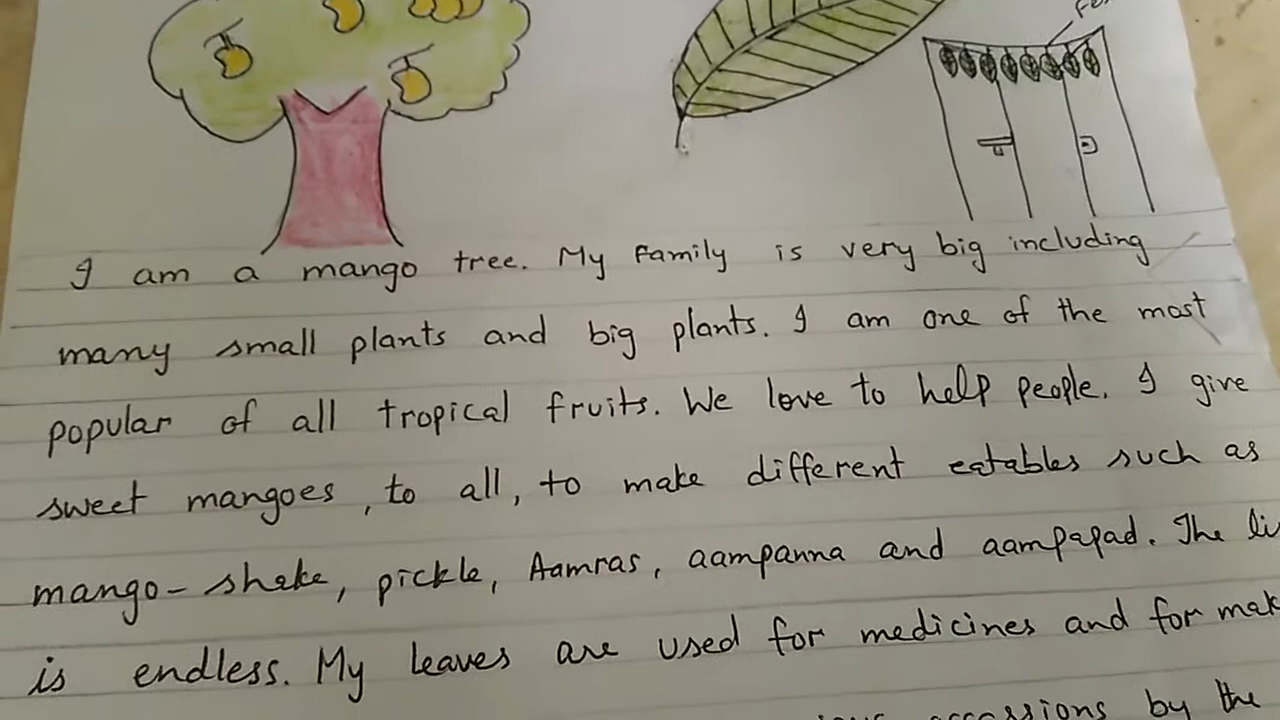 I am a mango tree. My family is very big including
many small plants and big plants. I am one of the most
popular of all tropical fruits. We love to help people. I give
sweet mangoes, to all, to make different eatables such as
mango-shake, pickle, Aamras, aampanna and aampapad. The
is endless. My leaves are used for medicines and for
by the